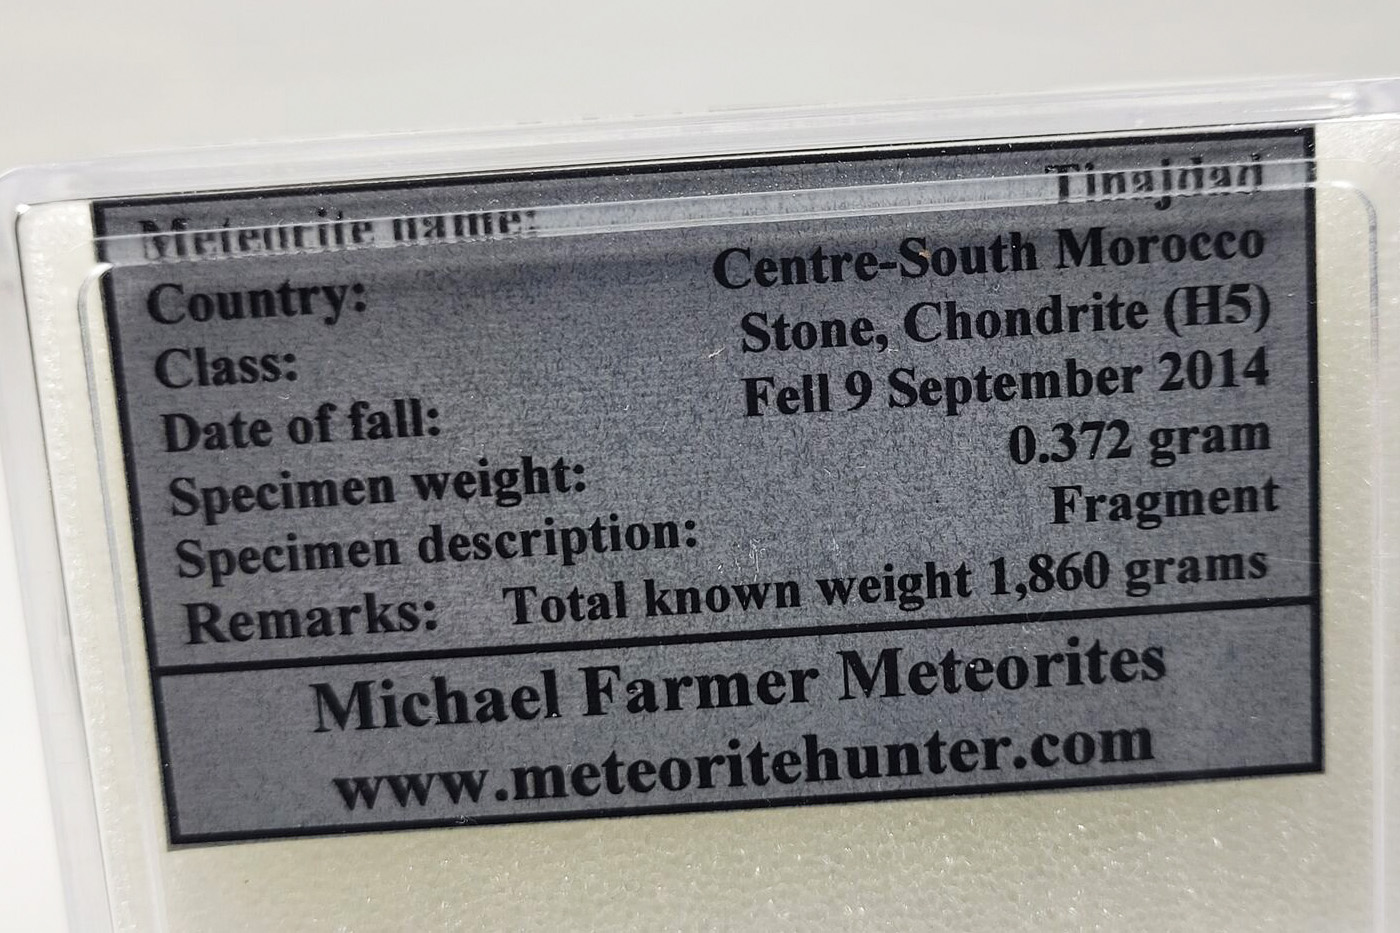 Meteorite name: Tinajdad
Country: Centre-South Morocco
Class: Stone, Chondrite (H5)
Date of fall: Fell 9 September 2014
Specimen weight: 0.372 gram
Specimen description: Fragment
Remarks: Total known weight 1,860 grams
Michael Farmer Meteorites
www.meteoritehunter.com